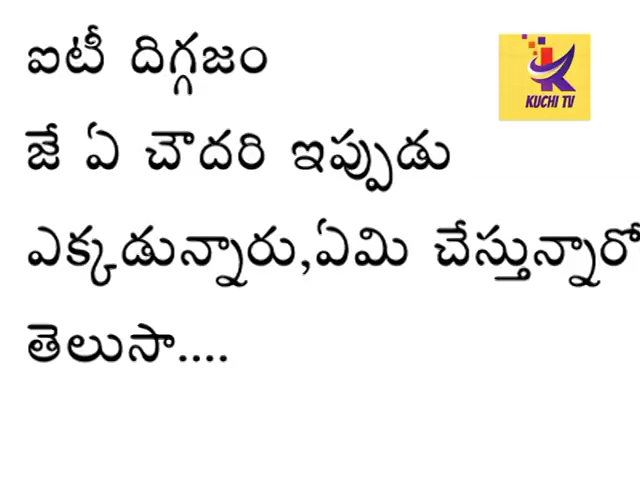 ఐటీ దిగ్గజం
KUCHI TV
జే ఏ చౌదరి ఇప్పుడు
ఎక్కడున్నారు,ఏమి చేస్తున్నారో
తెలుసా....